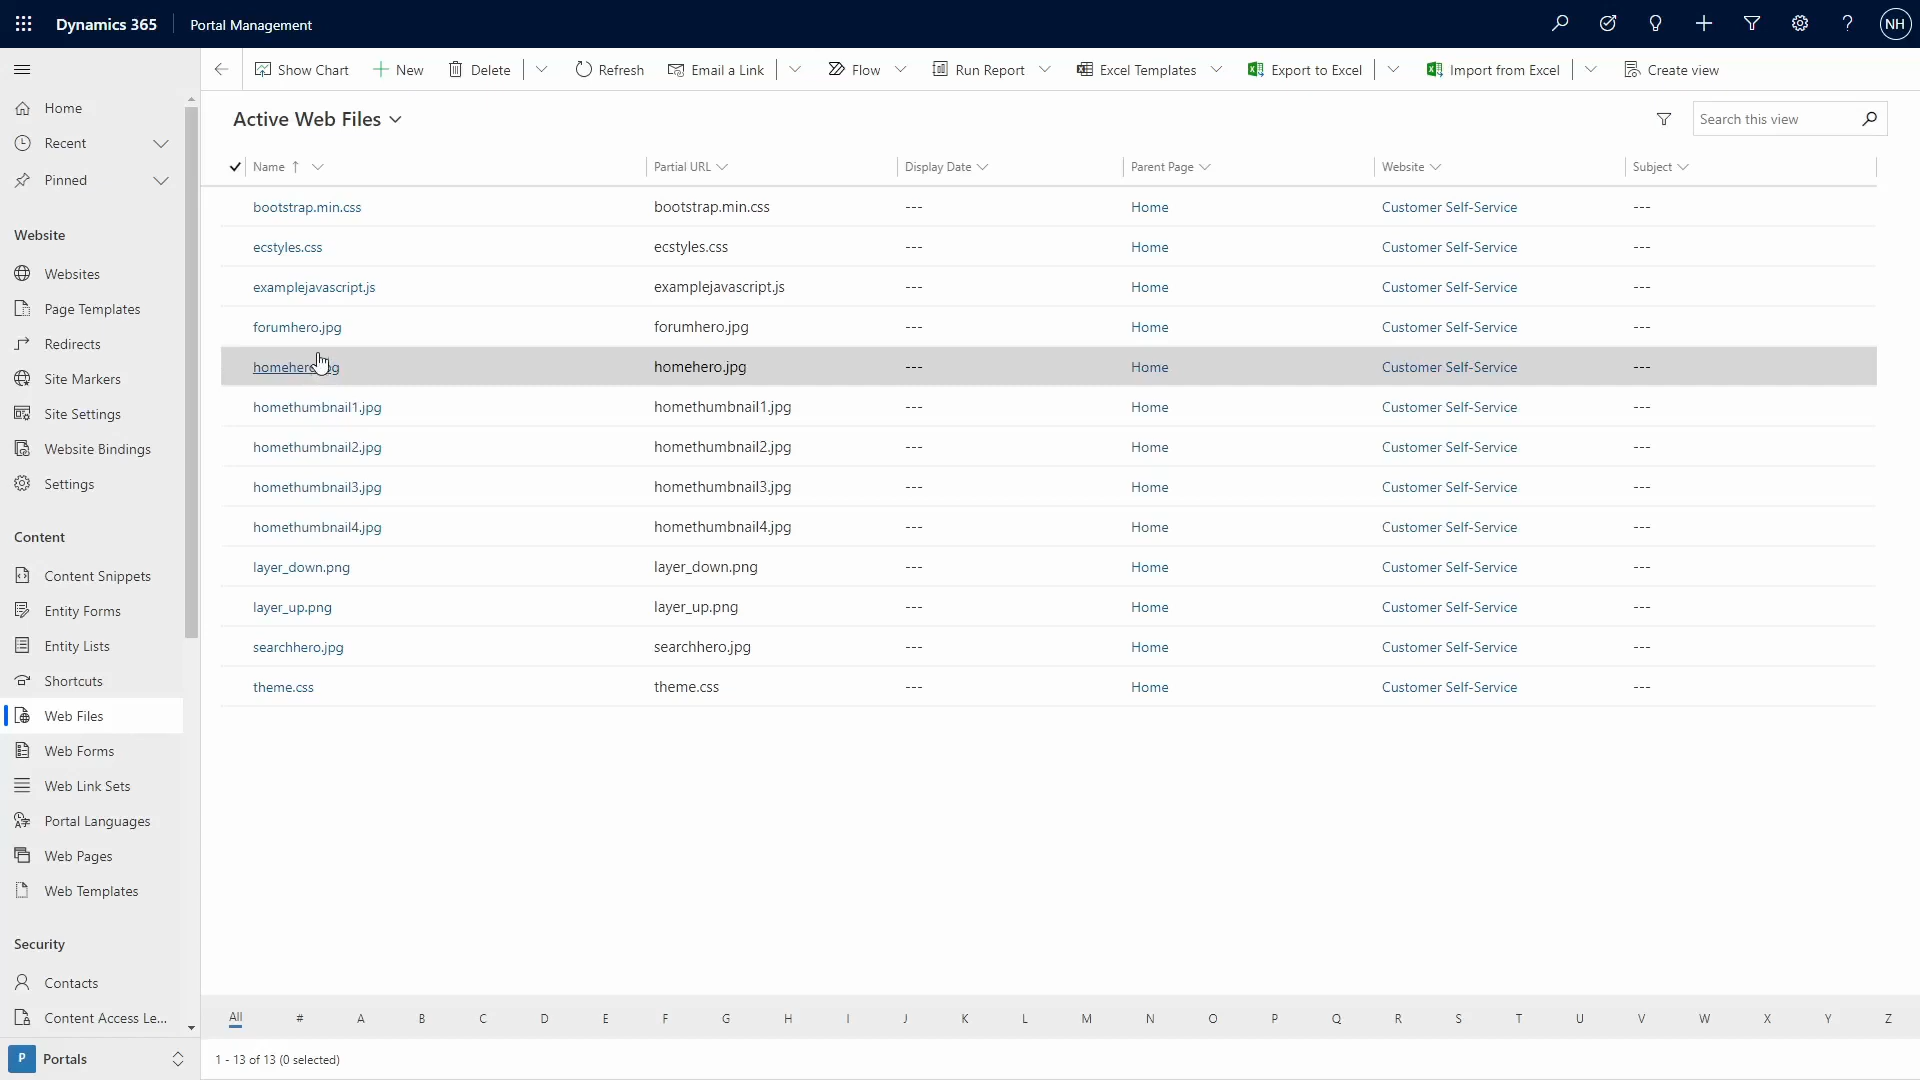 Dynamics 365 Portal Management NH
Show Chart New Delete Refresh Email a Link Flow Run Report Excel Templates Export to Excel Import from Excel Create view
Home
Recent
Pinned
Website
Websites
Page Templates
Redirects
Site Markers
Site Settings
Website Bindings
Settings
Content
Content Snippets
Entity Forms
Entity Lists
Shortcuts
Web Files
Web Forms
Web Link Sets
Portal Languages
Web Pages
Web Templates
Security
Contacts
Content Access Le...
P Portals
Active Web Files
Search this view
Name Partial URL Display Date Parent Page Website Subject
bootstrap.min.css bootstrap.min.css --- Home Customer Self-Service ---
ecstyles.css ecstyles.css --- Home Customer Self-Service ---
examplejavascript.js examplejavascript.js --- Home Customer Self-Service ---
forumhero.jpg forumhero.jpg --- Home Customer Self-Service ---
homehero.jpg --- Home Customer Self-Service ---
homethumbnail1.jpg homethumbnail1.jpg --- Home Customer Self-Service ---
homethumbnail2.jpg homethumbnail2.jpg --- Home Customer Self-Service ---
homethumbnail3.jpg homethumbnail3.jpg --- Home Customer Self-Service ---
homethumbnail4.jpg homethumbnail4.jpg --- Home Customer Self-Service ---
layer_down.png layer_down.png --- Home Customer Self-Service ---
layer_up.png layer_up.png --- Home Customer Self-Service ---
searchhero.jpg searchhero.jpg --- Home Customer Self-Service ---
theme.css theme.css --- Home Customer Self-Service ---
All # A B C D E F G H I J K L M N O P Q R S T U V W X Y Z
1 - 13 of 13 (0 selected)